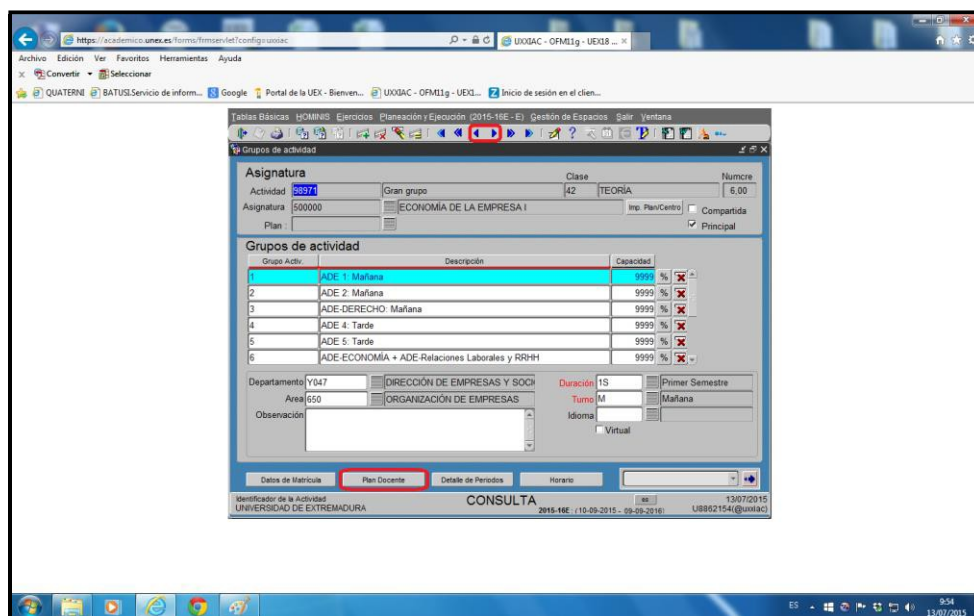 https://academico.unex.es/forms/frmservlet?config=uxxiac
UXXIAC - OFM11g - UEX18 ...
Archivo Edición Ver Favoritos Herramientas Ayuda
x Convertir Seleccionar
QUATERNI BATUSI.Servicio de inform... Google Portal de la UEX - Bienven... UXXIAC - OFM11g - UEX1... Inicio de sesión en el clien...
Tablas Básicas HOMINIS Ejercicios Planeación y Ejecución (2015-16E - E) Gestión de Espacios Salir Ventana
Grupos de actividad
Asignatura Clase Numcre
Actividad 98971 Gran grupo 42 TEORÍA 6,00
Asignatura 500000 ECONOMÍA DE LA EMPRESA I Imp. Plan/Centro Compartida
Plan : Principal
Grupos de actividad
Grupo Activ. Descripción Capacidad
1 ADE 1: Mañana 9999 %
2 ADE 2: Mañana 9999 %
3 ADE-DERECHO: Mañana 9999 %
4 ADE 4: Tarde 9999 %
5 ADE 5: Tarde 9999 %
6 ADE-ECONOMÍA + ADE-Relaciones Laborales y RRHH 9999 %
Departamento Y047 DIRECCIÓN DE EMPRESAS Y SOCI Duración 1S Primer Semestre
Area 650 ORGANIZACIÓN DE EMPRESAS Turno M Mañana
Observación Idioma
Virtual
Datos de Matrícula Plan Docente Detalle de Periodos Horario
Identificador de la Actividad CONSULTA 13/07/2015
UNIVERSIDAD DE EXTREMADURA 2015-16E : (10-09-2015 - 09-09-2016) U8862154(@uxxiac)
ES 9:54
13/07/2015